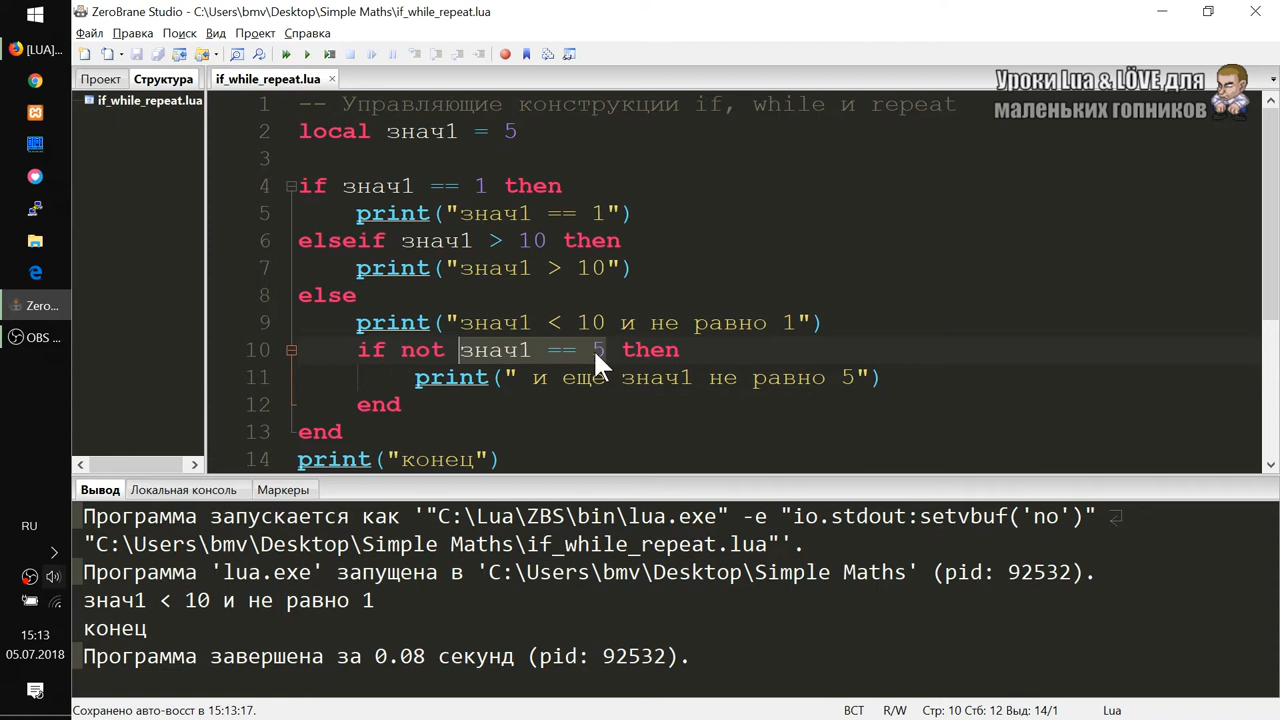 ZeroBrane Studio - C:\Users\bmv\Desktop\Simple Maths\if_while_repeat.lua
Файл Правка Поиск Вид Проект Справка
[LUA]...
Проект Структура if_while_repeat.lua
if_while_repeat.lua
Уроки Lua & LÖVE для
маленьких гопников
1 -- Управляющие конструкции if, while и repeat
2 local знач1 = 5
3
4 if знач1 == 1 then
5 print("знач1 == 1")
6 elseif знач1 > 10 then
7 print("знач1 > 10")
8 else
9 print("знач1 < 10 и не равно 1")
10 if not знач1 == 5 then
11 print(" и еще знач1 не равно 5")
12 end
13 end
14 print("конец")
Zero...
OBS ...
Вывод Локальная консоль Маркеры
Программа запускается как '"C:\Lua\ZBS\bin\lua.exe" -e "io.stdout:setvbuf('no')"
"C:\Users\bmv\Desktop\Simple Maths\if_while_repeat.lua"'.
Программа 'lua.exe' запущена в 'C:\Users\bmv\Desktop\Simple Maths' (pid: 92532).
знач1 < 10 и не равно 1
конец
Программа завершена за 0.08 секунд (pid: 92532).
RU
15:13
05.07.2018
Сохранено авто-восст в 15:13:17. ВСТ R/W Стр: 10 Стб: 12 Выд: 14/1 Lua